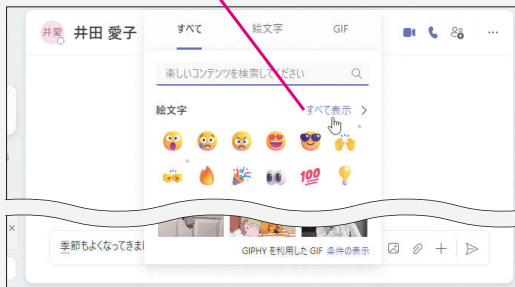 井愛 井田 愛子
すべて 絵文字 GIF
楽しいコンテンツを検索してください
絵文字 すべて表示
100
季節もよくなってきまし
GIPHY を利用した GIF 条件の表示